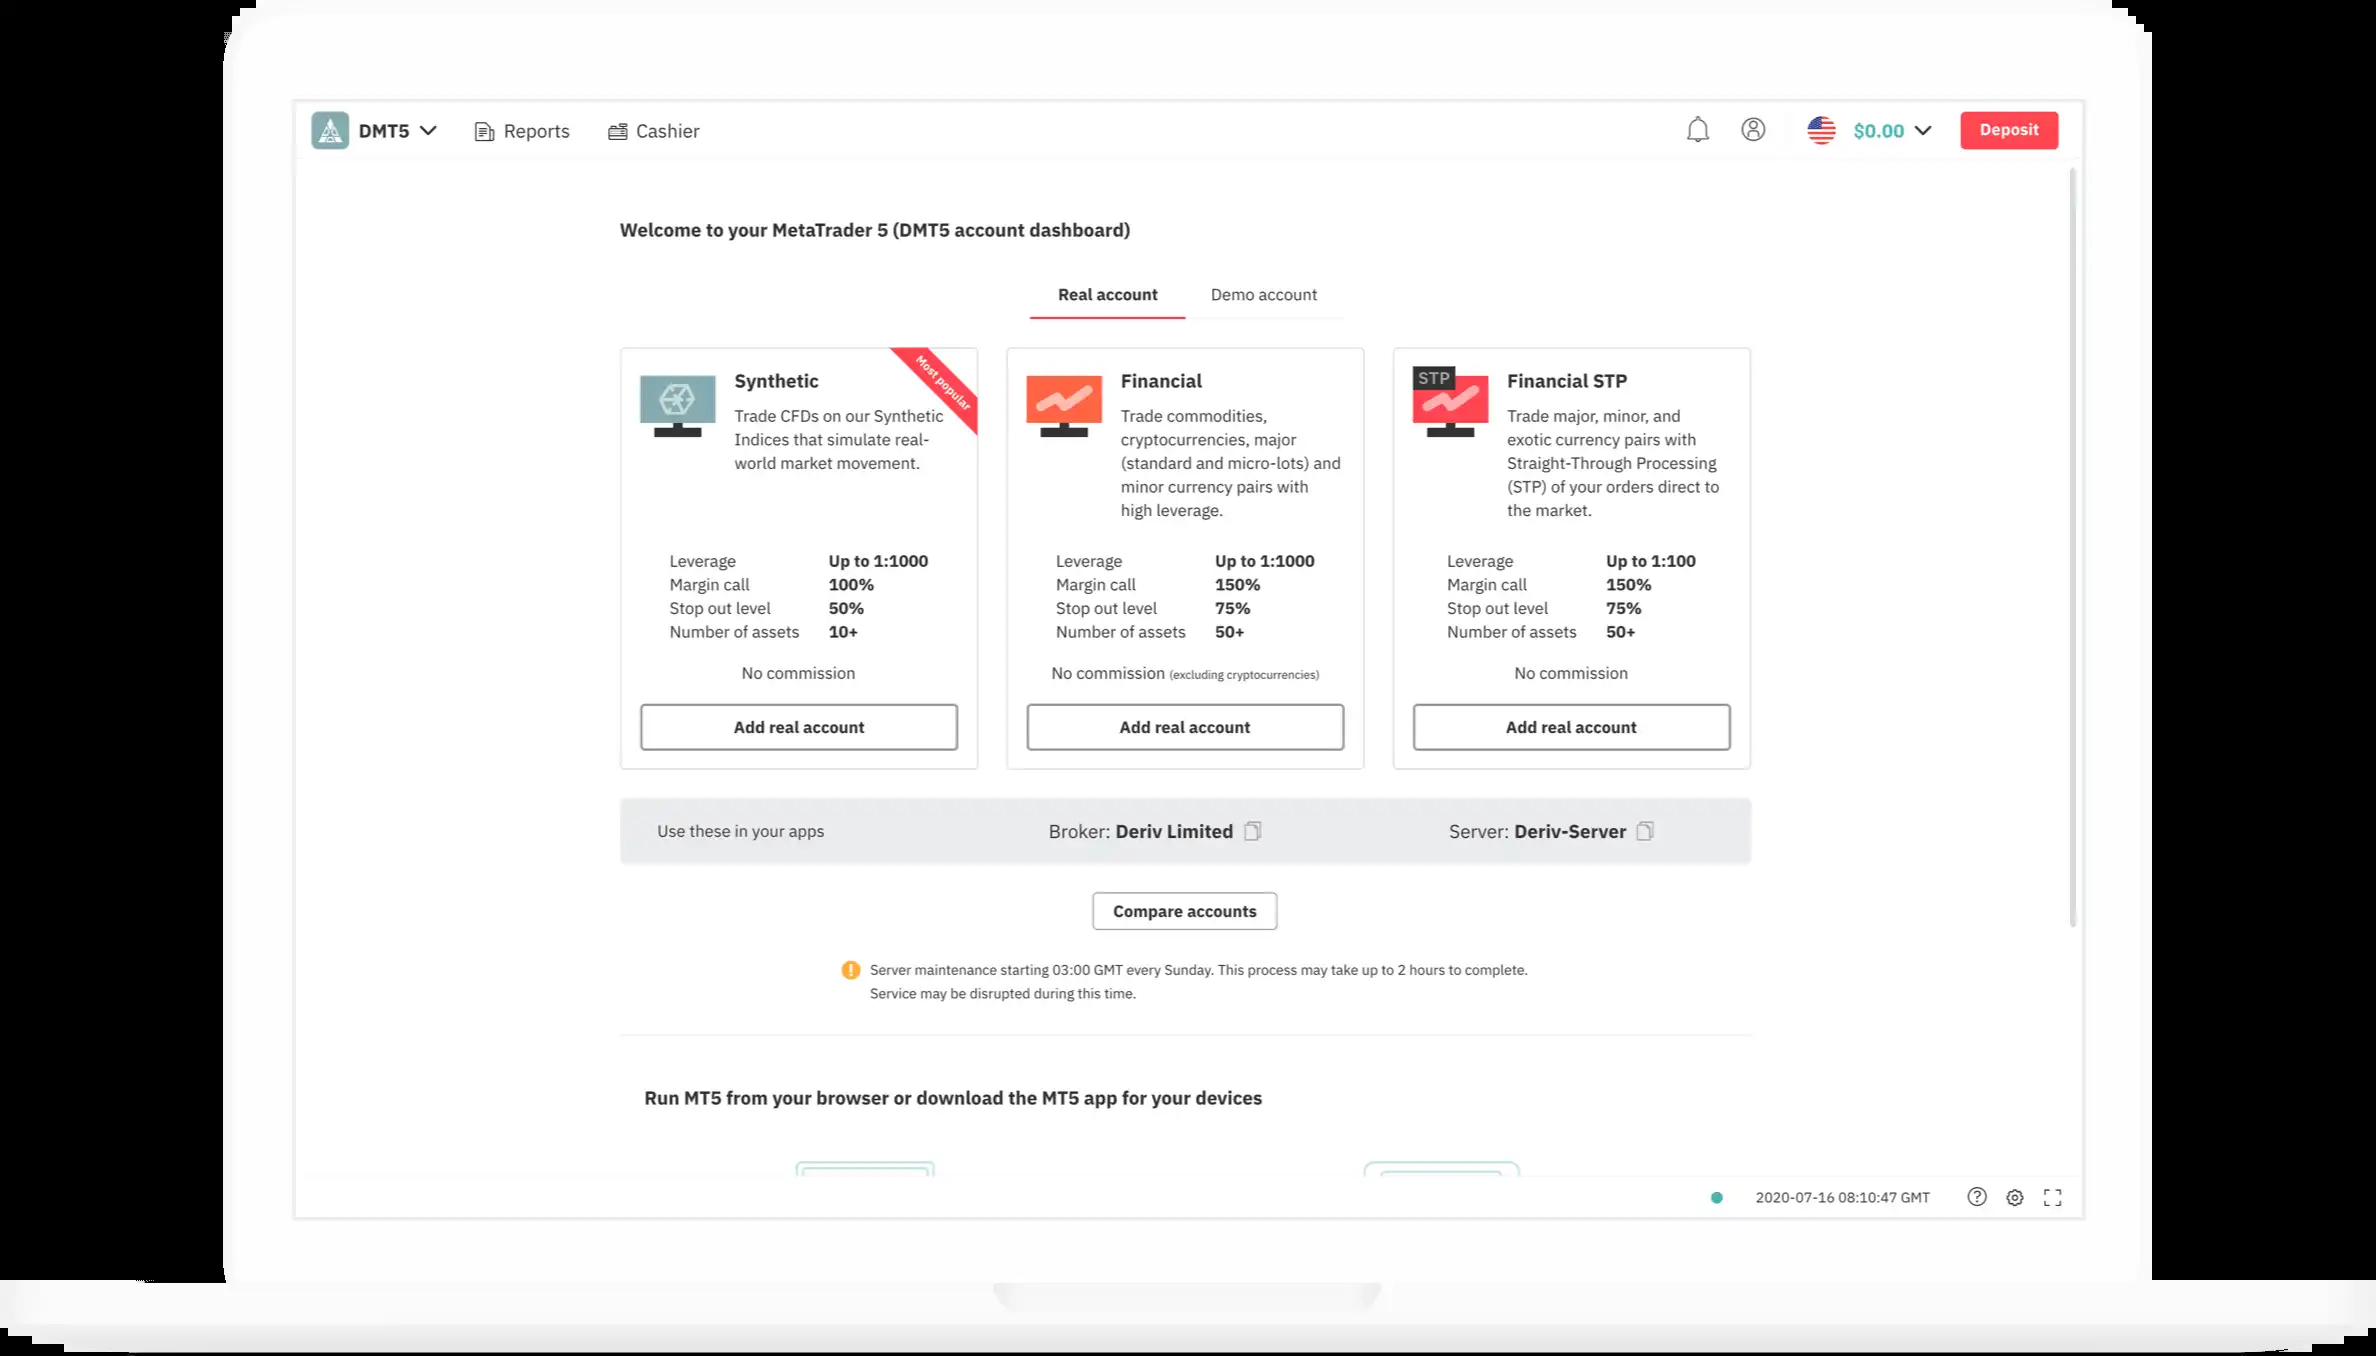 DMT5
Reports
Cashier
$0.00
Deposit
Welcome to your MetaTrader 5 (DMT5 account dashboard)
Real account
Demo account
Most popular
Synthetic
Trade CFDs on our Synthetic
Indices that simulate real-
world market movement.
Leverage Up to 1:1000
Margin call 100%
Stop out level 50%
Number of assets 10+
No commission
Add real account
Financial
Trade commodities,
cryptocurrencies, major
(standard and micro-lots) and
minor currency pairs with
high leverage.
Leverage Up to 1:1000
Margin call 150%
Stop out level 75%
Number of assets 50+
No commission (excluding cryptocurrencies)
Add real account
STP
Financial STP
Trade major, minor, and
exotic currency pairs with
Straight-Through Processing
(STP) of your orders direct to
the market.
Leverage Up to 1:100
Margin call 150%
Stop out level 75%
Number of assets 50+
No commission
Add real account
Use these in your apps
Broker: Deriv Limited
Server: Deriv-Server
Compare accounts
Server maintenance starting 03:00 GMT every Sunday. This process may take up to 2 hours to complete.
Service may be disrupted during this time.
Run MT5 from your browser or download the MT5 app for your devices
2020-07-16 08:10:47 GMT